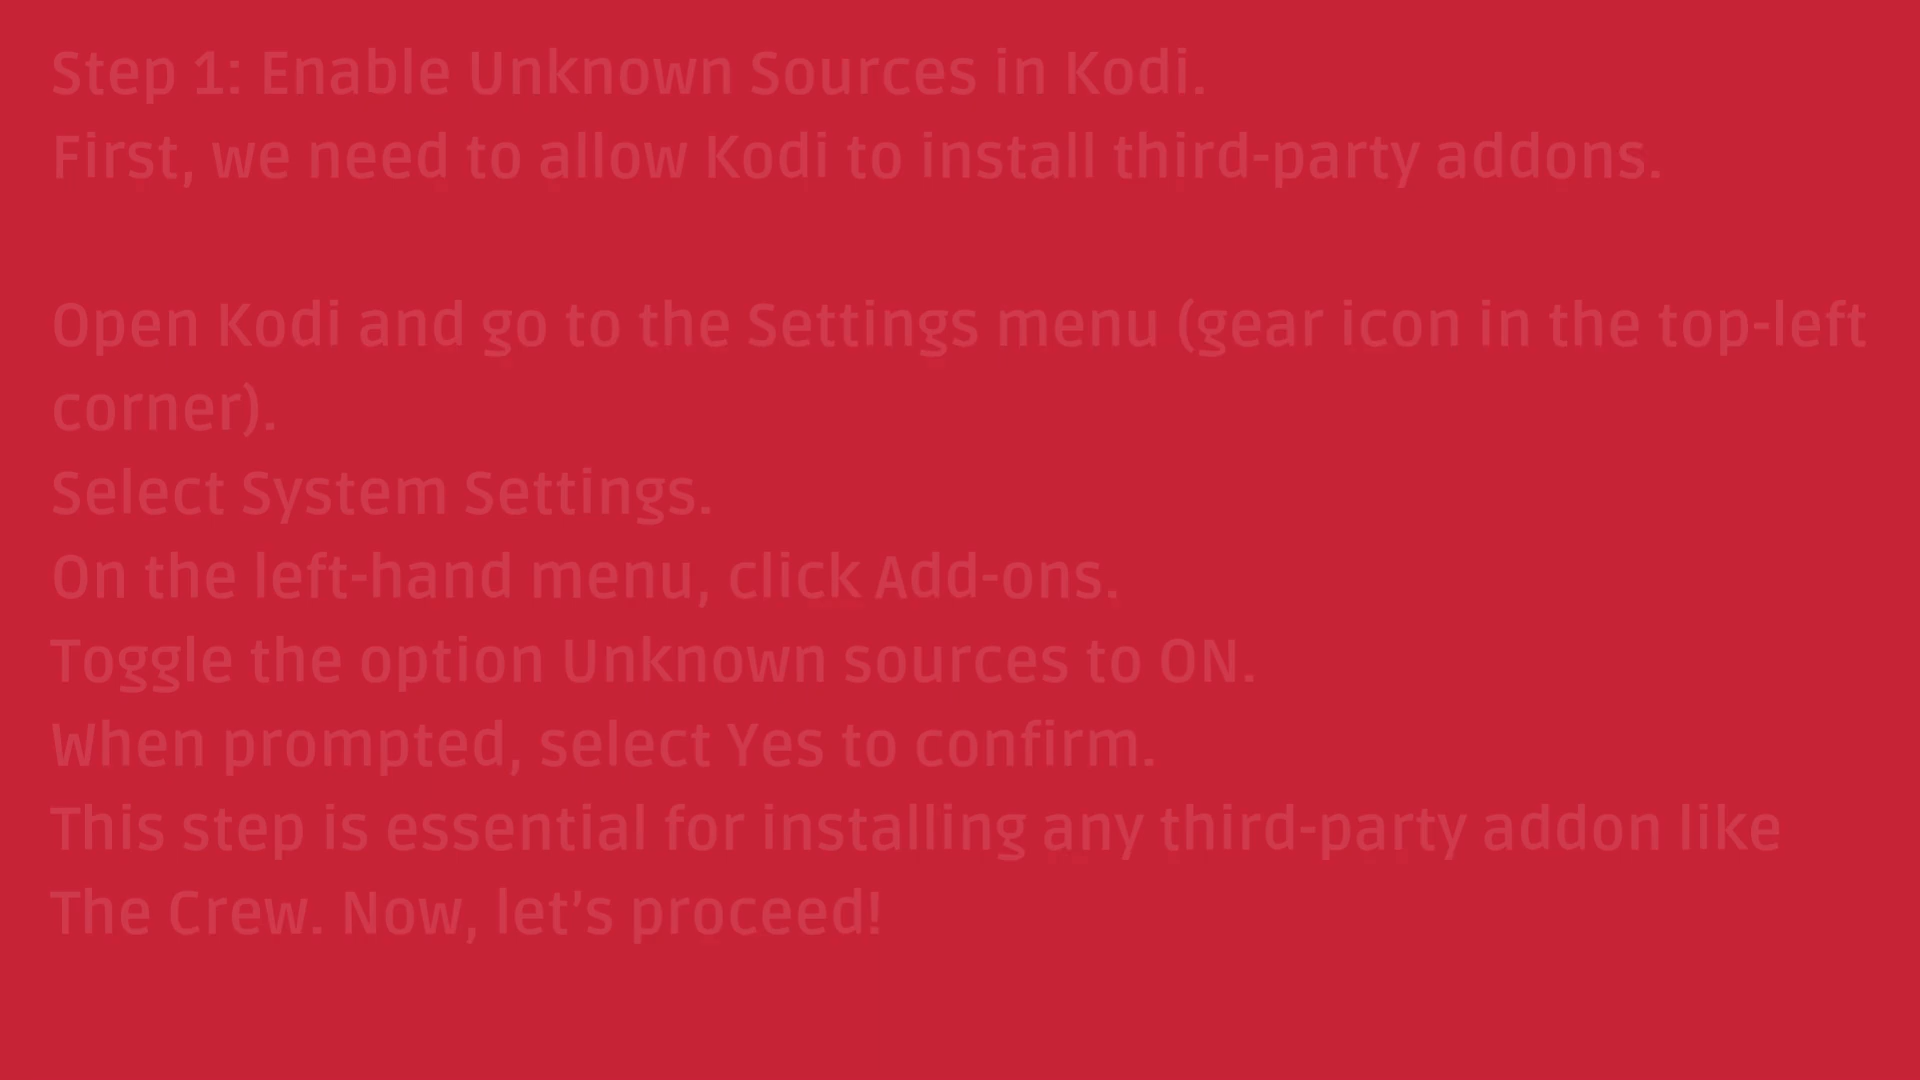 Step 1: Enable Unknown Sources in Kodi.
First, we need to allow Kodi to install third-party addons.
Open Kodi and go to the Settings menu (gear icon in the top-left
corner).
Select System Settings.
On the left-hand menu, click Add-ons.
Toggle the option Unknown sources to ON.
When prompted, select Yes to confirm.
This step is essential for installing any third-party addon like
The Crew. Now, let’s proceed!